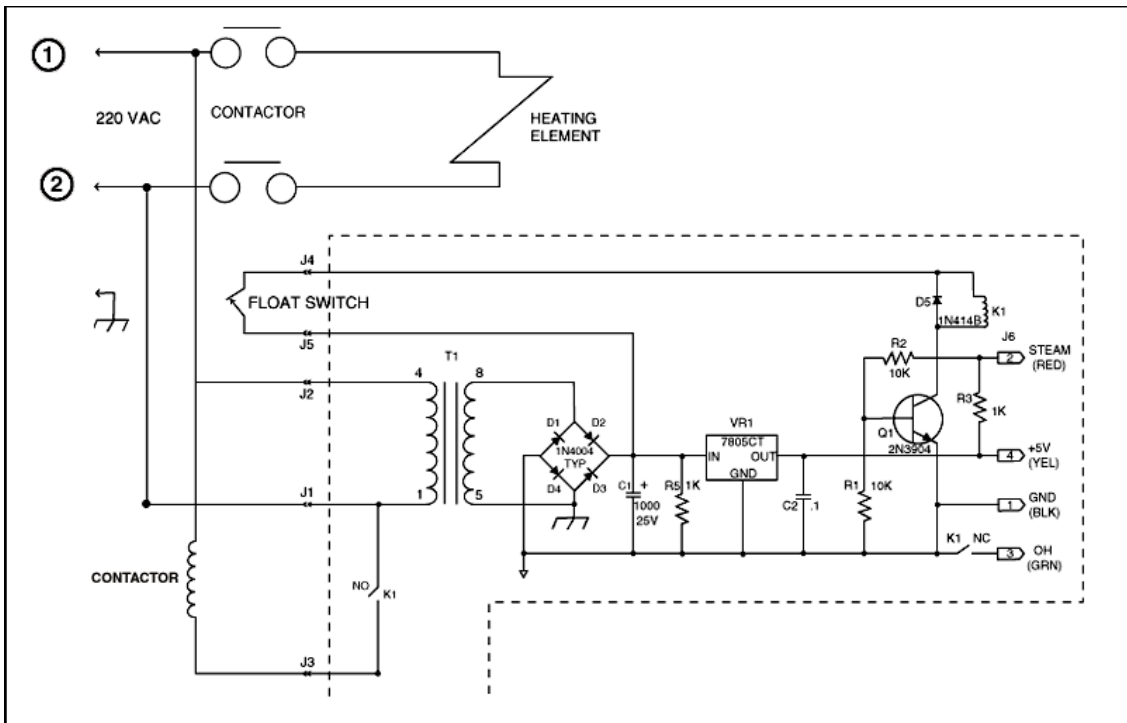 1
220 VAC
CONTACTOR
HEATING
ELEMENT
2
J4
FLOAT SWITCH
J5
D5
1N414B
K1
J6
R2
10K
2
STEAM
(RED)
T1
4
8
J2
R3
1K
D1
D2
1N4004
TYP
D4
D3
VR1
7805CT
IN
OUT
GND
Q1
2N3904
4
+5V
(YEL)
C1
+
1000
25V
R5
1K
C2
.1
R1
10K
J1
1
5
1
GND
(BLK)
K1
NC
3
OH
(GRN)
CONTACTOR
NO
K1
J3